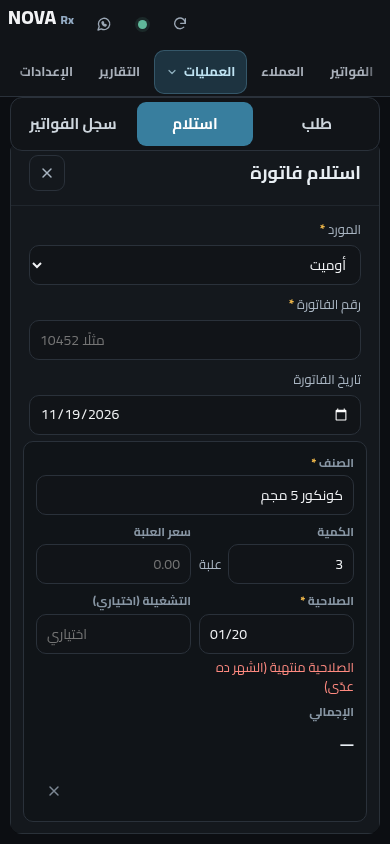 NOVA Rx
الفواتير
العملاء
العمليات
التقارير
الإعدادات
طلب
استلام
سجل الفواتير
استلام فاتورة
المورد *
أوميت
رقم الفاتورة *
مثلًا 10452
تاريخ الفاتورة
11/19/2026
الصنف *
كونكور 5 مجم
الكمية
سعر العلبة
3
علبة
0.00
الصلاحية *
التشغيلة (اختياري)
01/20
اختياري
الصلاحية منتهية (الشهر ده
عدّى)
الإجمالي
—